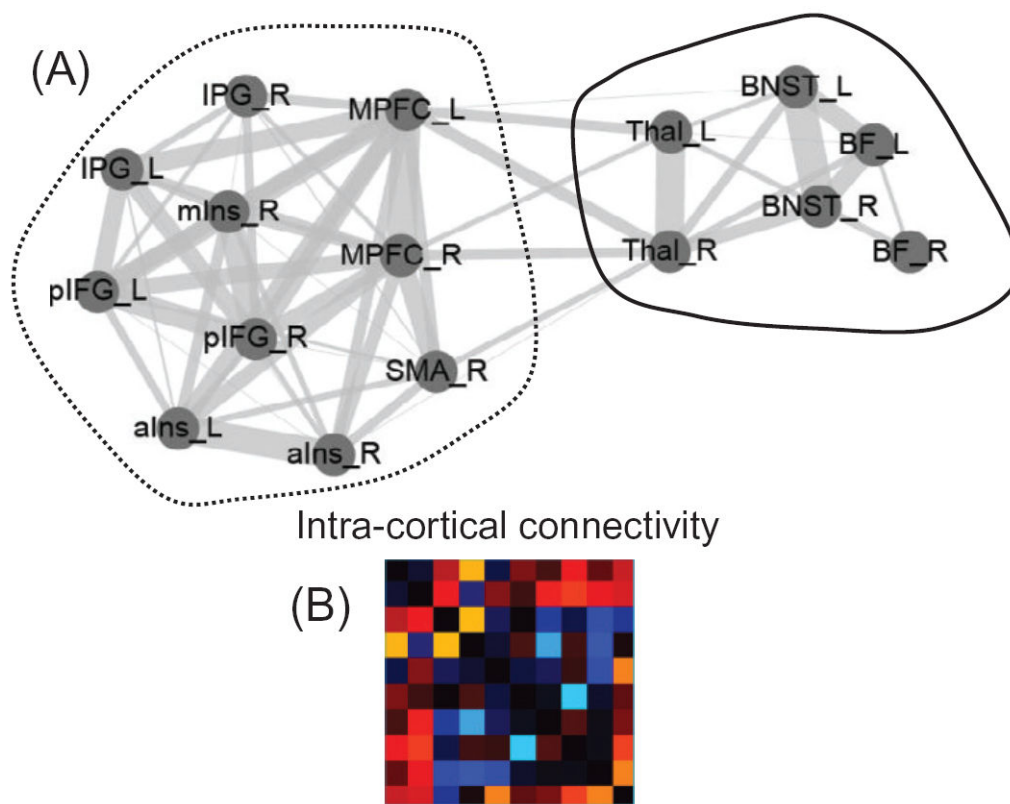 (A)
IPG_R
MPFC_L
BNST_L
Thal_L
BF_L
IPG_L
mIns_R
BNST_R
MPFC_R
Thal_R
BF_R
pIFG_L
pIFG_R
SMA_R
aIns_L
aIns_R
Intra-cortical connectivity
(B)